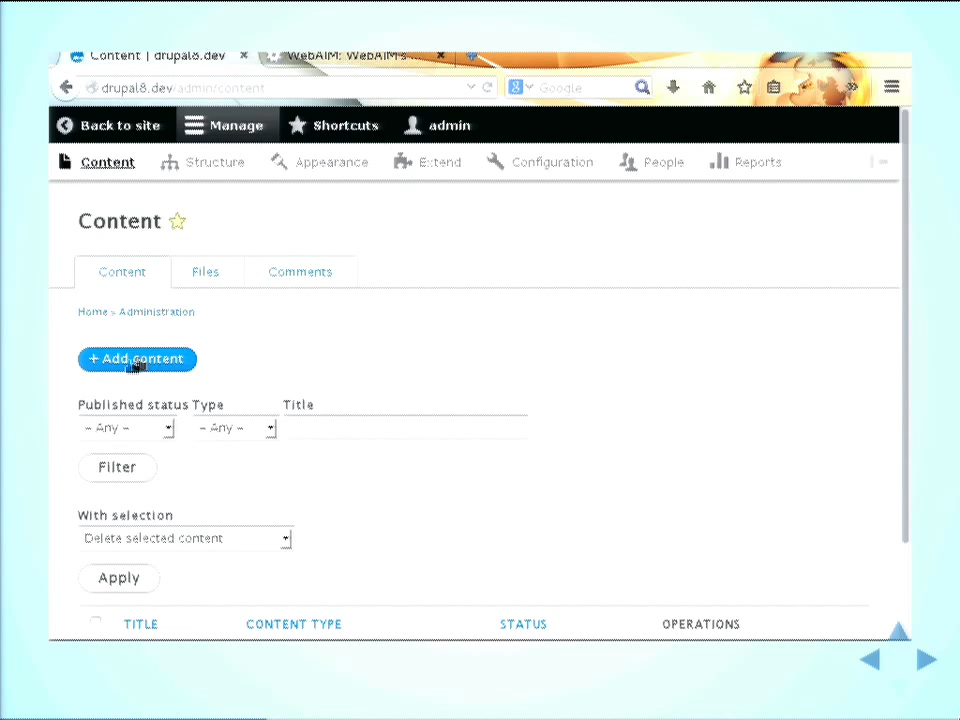 Content | drupal8.dev × WebAIM: WebAIM's ... ×
drupal8.dev/admin/content Google
Back to site Manage Shortcuts admin
Content Structure Appearance Extend Configuration People Reports
Content
Content Files Comments
Home » Administration
+ Add content
Published status Type Title
- Any - - Any -
Filter
With selection
Delete selected content
Apply
TITLE CONTENT TYPE STATUS OPERATIONS